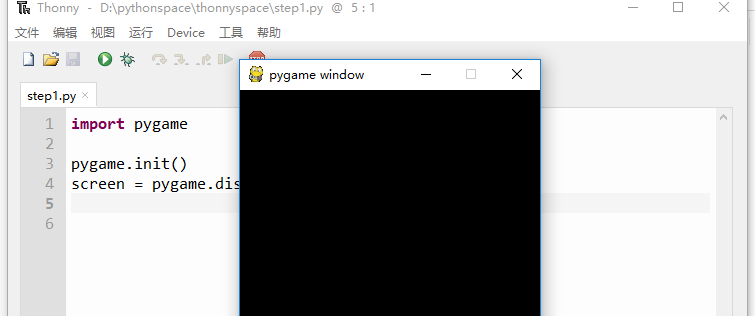 Thonny - D:\pythonspace\thonnyspace\step1.py @ 5 : 1
文件 编辑 视图 运行 Device 工具 帮助
pygame window
step1.py
1 import pygame
2
3 pygame.init()
4 screen = pygame.dis
5
6